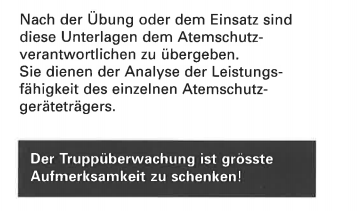 Nach der Übung oder dem Einsatz sind
diese Unterlagen dem Atemschutz-
verantwortlichen zu übergeben.
Sie dienen der Analyse der Leistungs-
fähigkeit des einzelnen Atemschutz-
geräteträgers.
Der Truppüberwachung ist grösste
Aufmerksamkeit zu schenken!